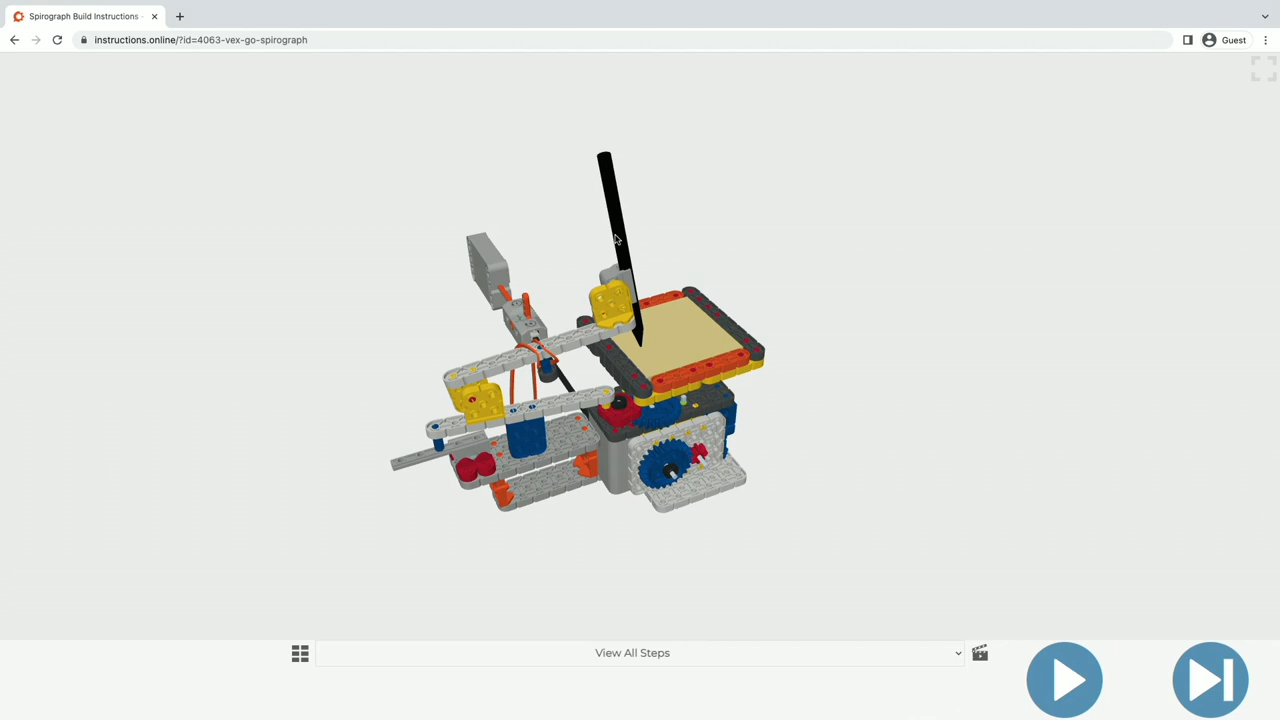 Spirograph Build Instructions -
instructions.online/?id=4063-vex-go-spirograph
Guest
View All Steps